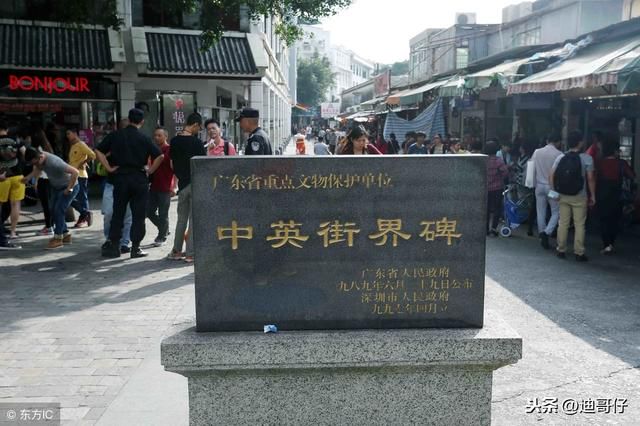 BONJOUR
广东省重点文物保护单位
中英街界碑
广东省人民政府
一九八九年六月二十九日公布
深圳市人民政府
一九九七年四月立
东方IC
头条 @迪哥仔